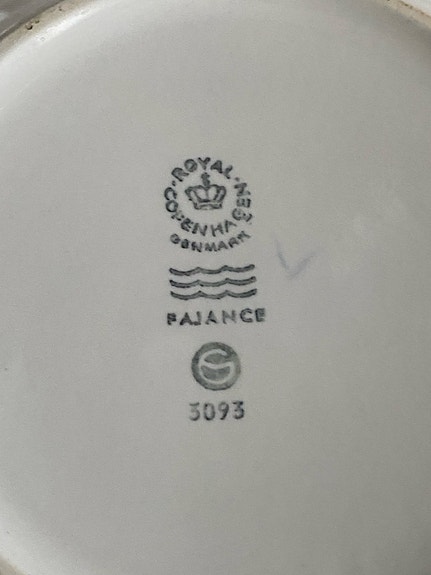 ROYAL
COPENHAGEN
DENMARK
FAJANCE
3093